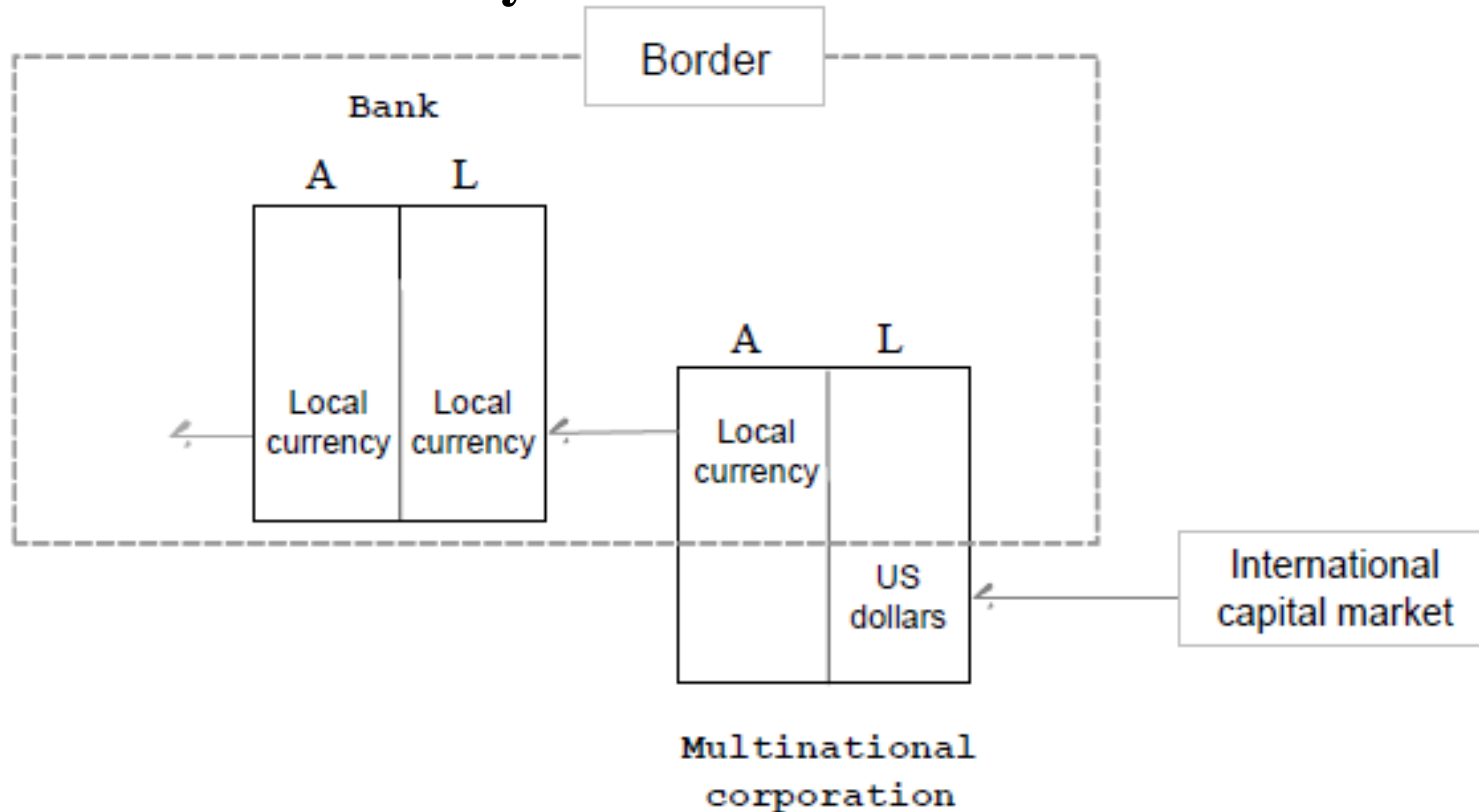 Border
Bank
A L
Local Local
currency currency
A L
Local
currency
US
dollars
International
capital market
Multinational
corporation